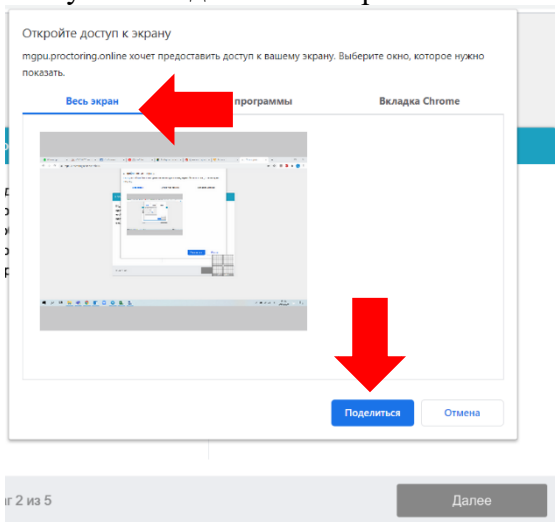 Откройте доступ к экрану
mgpu.proctoring.online хочет предоставить доступ к вашему экрану. Выберите окно, которое нужно
показать.
Весь экран
программы
Вкладка Chrome
Поделиться
Отмена
2 из 5
Далее